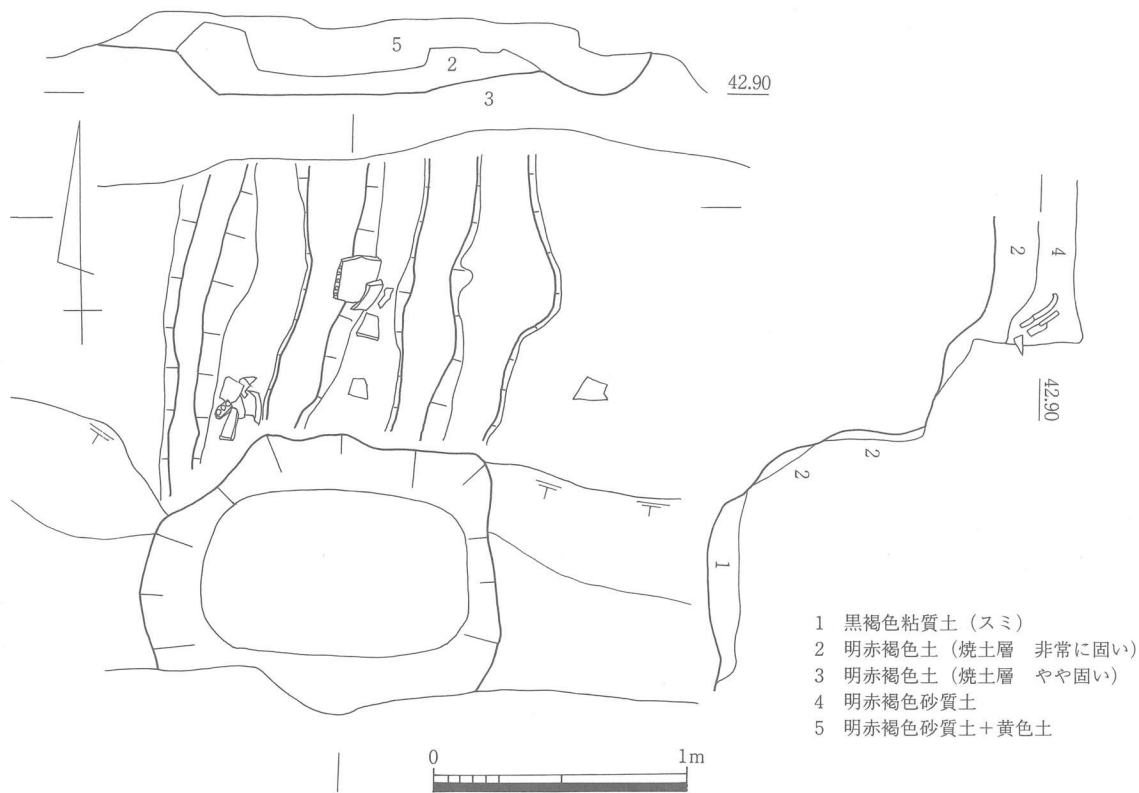 5
2
3
42.90
2
4
42.90
2
2
1
1 黒褐色粘質土（スミ）
2 明赤褐色土（焼土層　非常に固い）
3 明赤褐色土（焼土層　やや固い）
4 明赤褐色砂質土
5 明赤褐色砂質土＋黄色土
0 1m